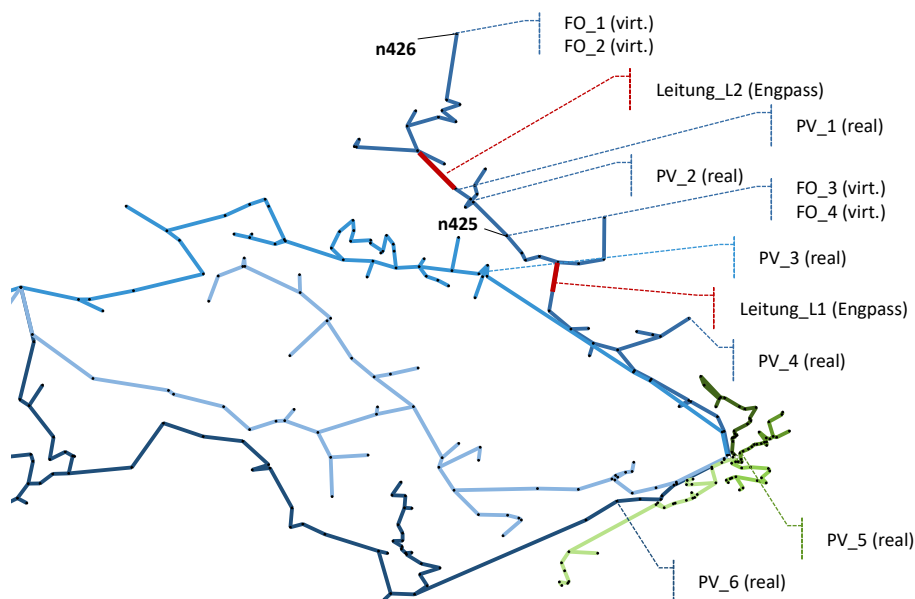 FO_1 (virt.)
n426
FO_2 (virt.)
Leitung_L2 (Engpass)
PV_1 (real)
PV_2 (real)
FO_3 (virt.)
n425
FO_4 (virt.)
PV_3 (real)
Leitung_L1 (Engpass)
PV_4 (real)
PV_5 (real)
PV_6 (real)